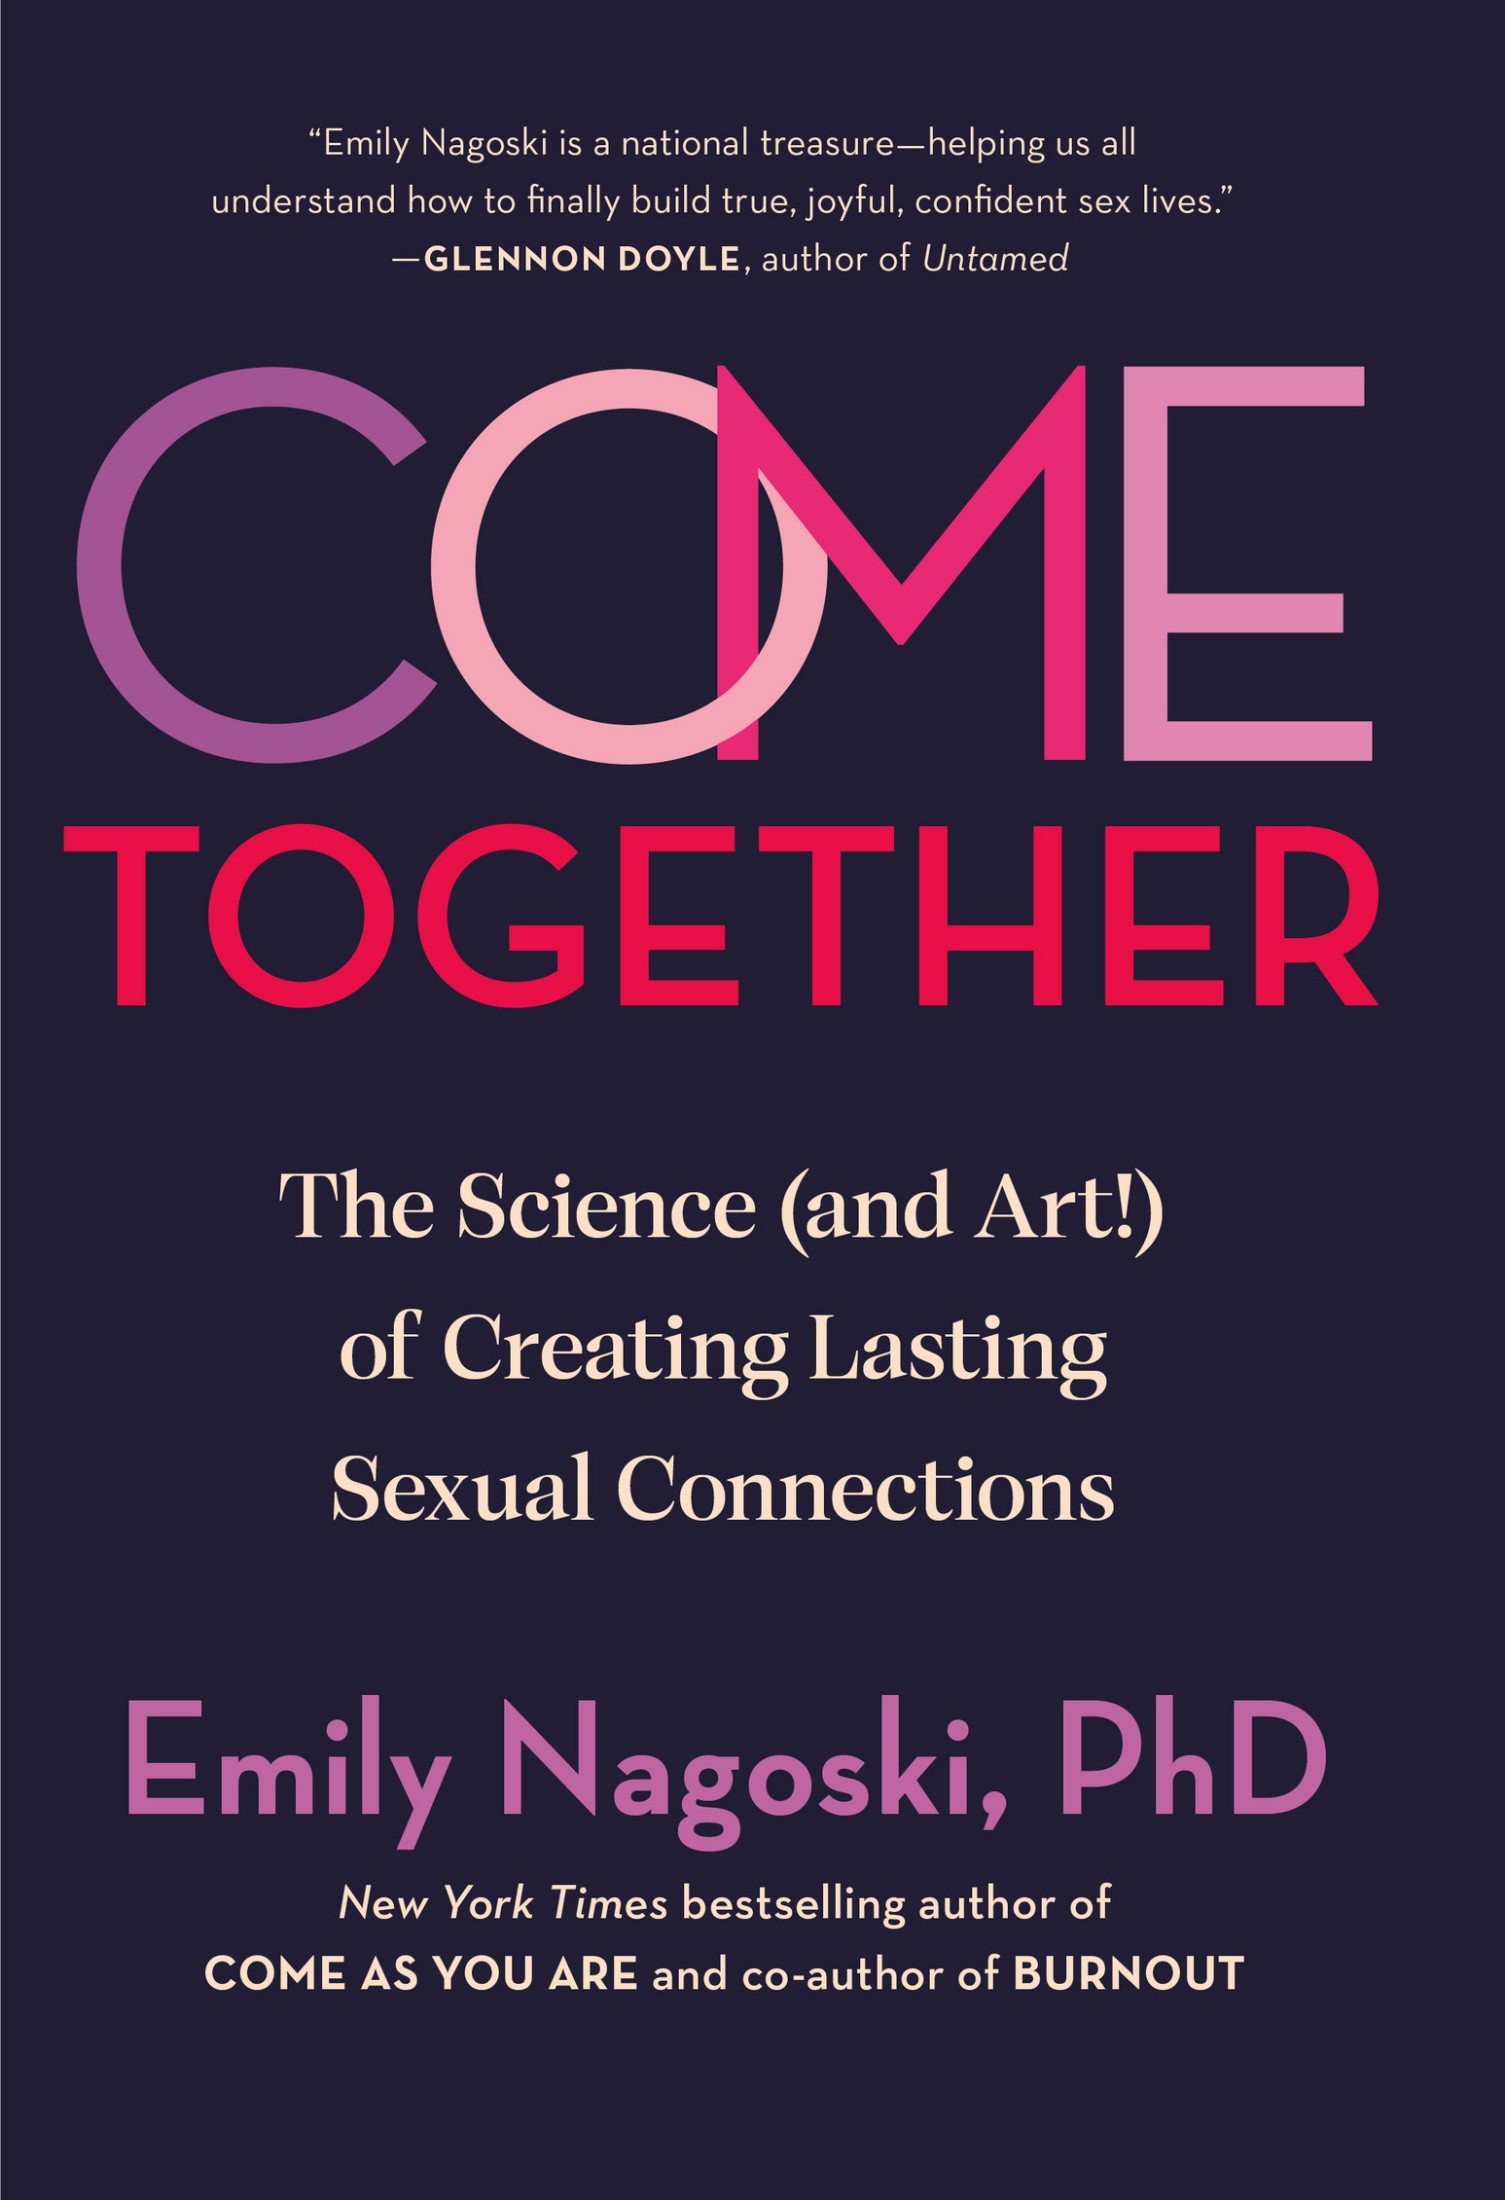 “Emily Nagoski is a national treasure—helping us all
understand how to finally build true, joyful, confident sex lives.”
—GLENNON DOYLE, author of Untamed
COME
TOGETHER
The Science (and Art!)
of Creating Lasting
Sexual Connections
Emily Nagoski, PhD
New York Times bestselling author of
COME AS YOU ARE and co-author of BURNOUT